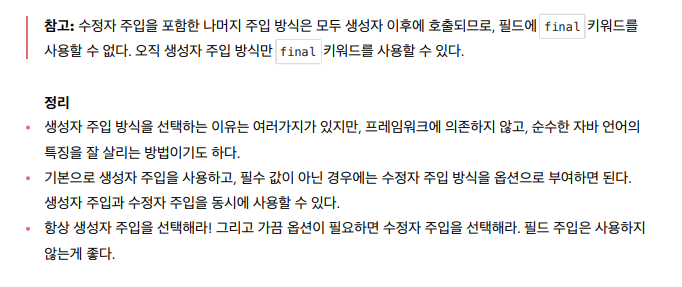 참고: 수정자 주입을 포함한 나머지 주입 방식은 모두 생성자 이후에 호출되므로, 필드에 final 키워드를
사용할 수 없다. 오직 생성자 주입 방식만 final 키워드를 사용할 수 있다.
정리
생성자 주입 방식을 선택하는 이유는 여러가지가 있지만, 프레임워크에 의존하지 않고, 순수한 자바 언어의
특징을 잘 살리는 방법이기도 하다.
기본으로 생성자 주입을 사용하고, 필수 값이 아닌 경우에는 수정자 주입 방식을 옵션으로 부여하면 된다.
생성자 주입과 수정자 주입을 동시에 사용할 수 있다.
항상 생성자 주입을 선택해라! 그리고 가끔 옵션이 필요하면 수정자 주입을 선택해라. 필드 주입은 사용하지
않는게 좋다.